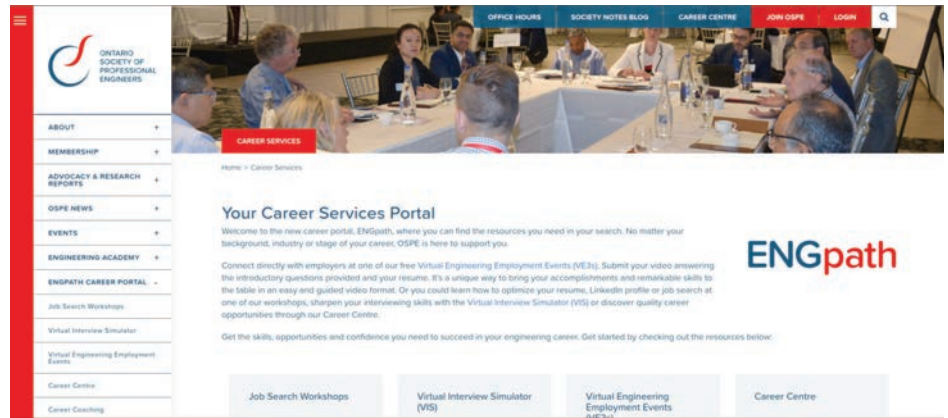 OFFICE HOURS
SOCIETY NOTES BLOG
CAREER CENTRE
JOIN OSPE
LOGIN
ONTARIO
SOCIETY OF
PROFESSIONAL
ENGINEERS
CAREER SERVICES
ABOUT +
MEMBERSHIP +
ADVOCACY & RESEARCH
REPORTS +
OSPE NEWS +
EVENTS +
ENGINEERING ACADEMY +
ENGPATH CAREER PORTAL -
Job Search Workshops
Virtual Interview Simulator
Virtual Engineering Employment
Events
Career Centre
Career Coaching
Home > Career Services
Your Career Services Portal
Welcome to the new career portal, ENGpath, where you can find the resources you need in your search. No matter your
background, industry or stage of your career, OSPE is here to support you.
Connect directly with employers at one of our free Virtual Engineering Employment Events (VE3s). Submit your video answering
the introductory questions provided and your resume. It's a unique way to bring your accomplishments and remarkable skills to
the table in an easy and guided video format. Or you could learn how to optimize your resume, LinkedIn profile or job search at
one of our workshops, sharpen your interviewing skills with the Virtual Interview Simulator (VIS) or discover quality career
opportunities through our Career Centre.
Get the skills, opportunities and confidence you need to succeed in your engineering career. Get started by checking out the resources below:
ENGpath
Job Search Workshops
Virtual Interview Simulator
(VIS)
Virtual Engineering
Employment Events
(VE3s)
Career Centre